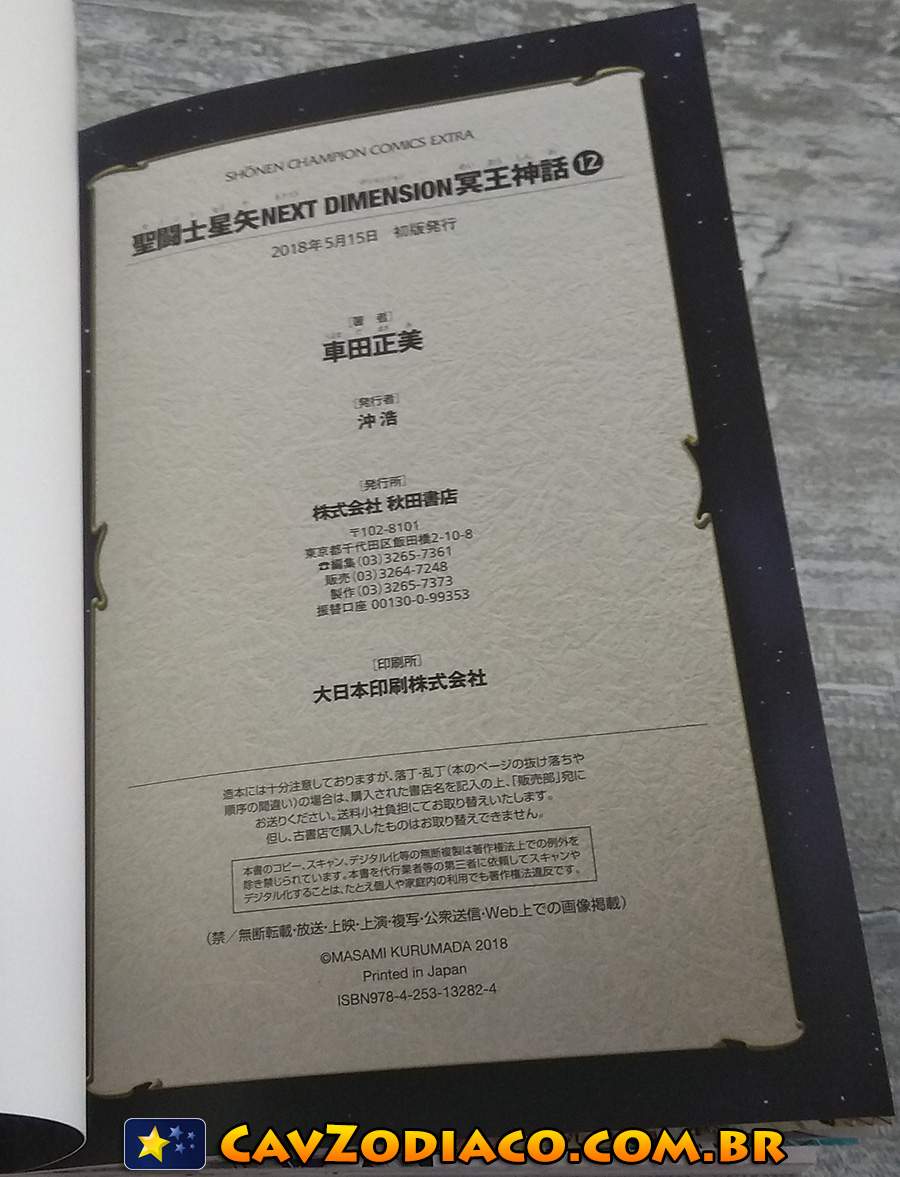 SHŌNEN CHAMPION COMICS EXTRA
聖闘士星矢NEXT DIMENSION冥王神話⑫
2018年5月15日 初版発行
[著 者]
車田正美
[発行者]
沖 浩
[発行所]
株式会社 秋田書店
〒102-8101
東京都千代田区飯田橋2-10-8
☎編集(03)3265-7361
販売(03)3264-7248
製作(03)3265-7373
振替口座 00130-0-99353
[印刷所]
大日本印刷株式会社
造本には十分注意しておりますが、落丁・乱丁(本のページの抜け落ちや
順序の間違い)の場合は、購入された書店名を記入の上、「販売部」宛に
お送りください。送料小社負担にてお取り替えいたします。
但し、古書店で購入したものはお取り替えできません。
本書のコピー、スキャン、デジタル化等の無断複製は著作権法上での例外を
除き禁じられています。本書を代行業者等の第三者に依頼してスキャンや
デジタル化することは、たとえ個人や家庭内の利用でも著作権法違反です。
(禁/無断転載・放送・上映・上演・複写・公衆送信・Web上での画像掲載)
©MASAMI KURUMADA 2018
Printed in Japan
ISBN978-4-253-13282-4
CAVZODIACO.COM.BR